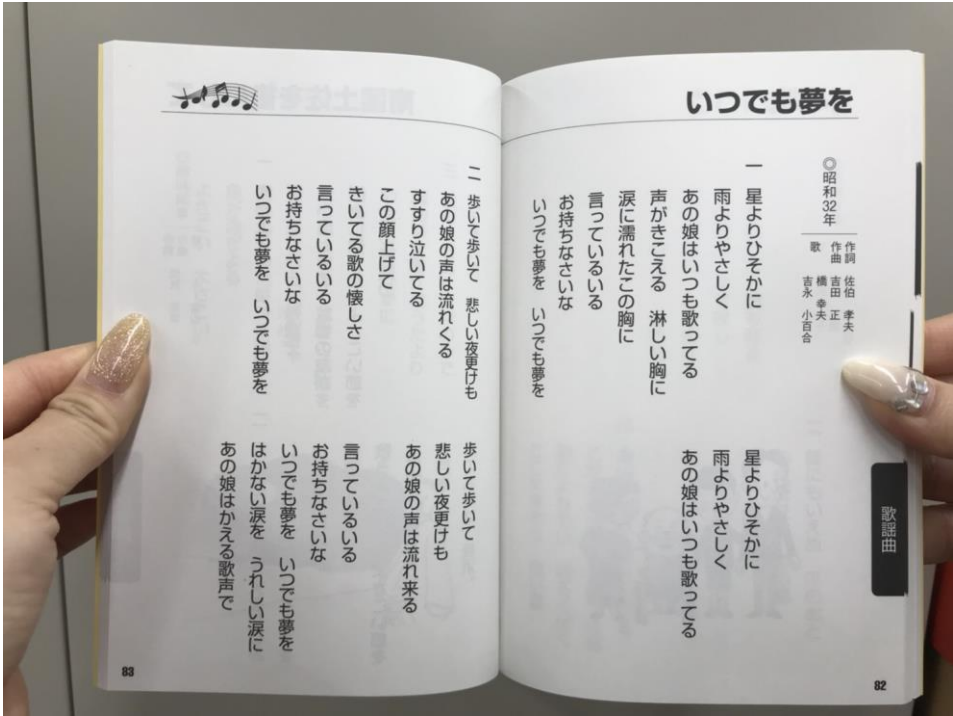 いつでも夢を
◎昭和32年
作詞　佐伯　孝夫
作曲　吉田　正
歌　橋　幸夫
吉永　小百合
一　星よりひそかに
雨よりやさしく
あの娘はいつも歌ってる
声がきこえる　淋しい胸に
涙に濡れたこの胸に
言っているいる
お持ちなさいな
いつでも夢を　いつでも夢を
星よりひそかに
雨よりやさしく
あの娘はいつも歌ってる
歌謡曲
82
二　歩いて歩いて　悲しい夜更けも
あの娘の声は流れくる
すすり泣いてる
この顔上げて
きいてる歌の懐しさ
言っているいる
お持ちなさいな
いつでも夢を　いつでも夢を
歩いて歩いて
悲しい夜更けも
あの娘の声は流れ来る
言っているいる
お持ちなさいな
いつでも夢を　いつでも夢を
はかない涙を　うれしい涙に
あの娘はかえる歌声で
83